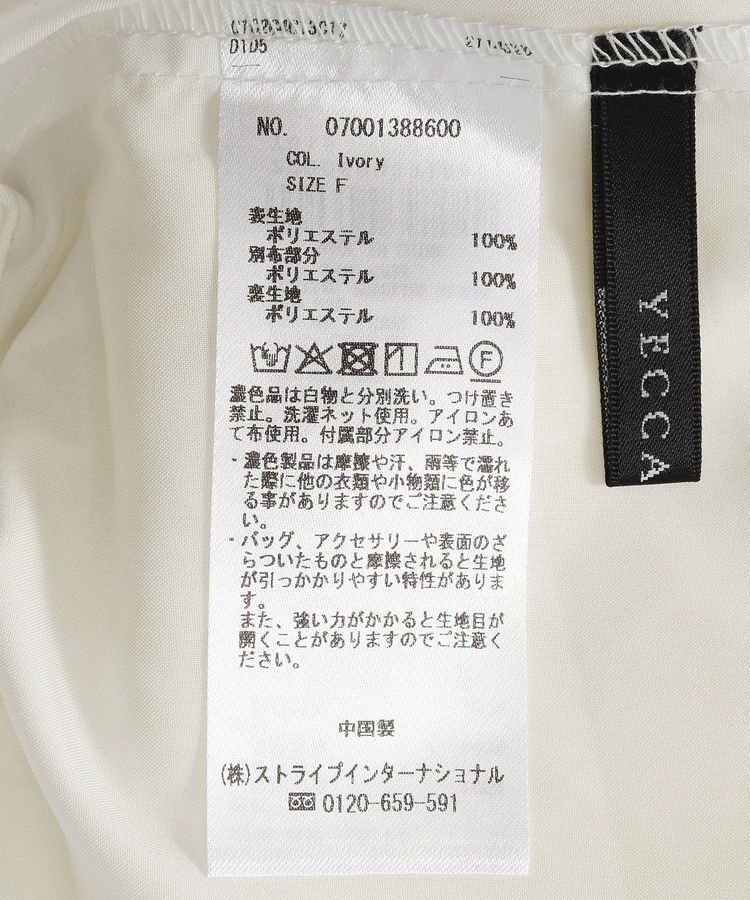 D1D5
NO. 07001388600
COL. Ivory
SIZE F
表生地
ポリエステル 100%
別布部分
ポリエステル 100%
裏生地
ポリエステル 100%
F
濃色品は白物と分別洗い。つけ置き
禁止。洗濯ネット使用。アイロンあ
て布使用。付属部分アイロン禁止。
・濃色製品は摩擦や汗、雨等で濡れ
た際に他の衣類や小物類に色が移
る事がありますのでご注意くださ
い。
・バッグ、アクセサリーや表面のざ
らついたものと摩擦されると生地
が引っかかりやすい特性がありま
す。
また、強い力がかかると生地目が
開くことがありますのでご注意く
ださい。
中国製
(株)ストライプインターナショナル
0120-659-591
YECCA